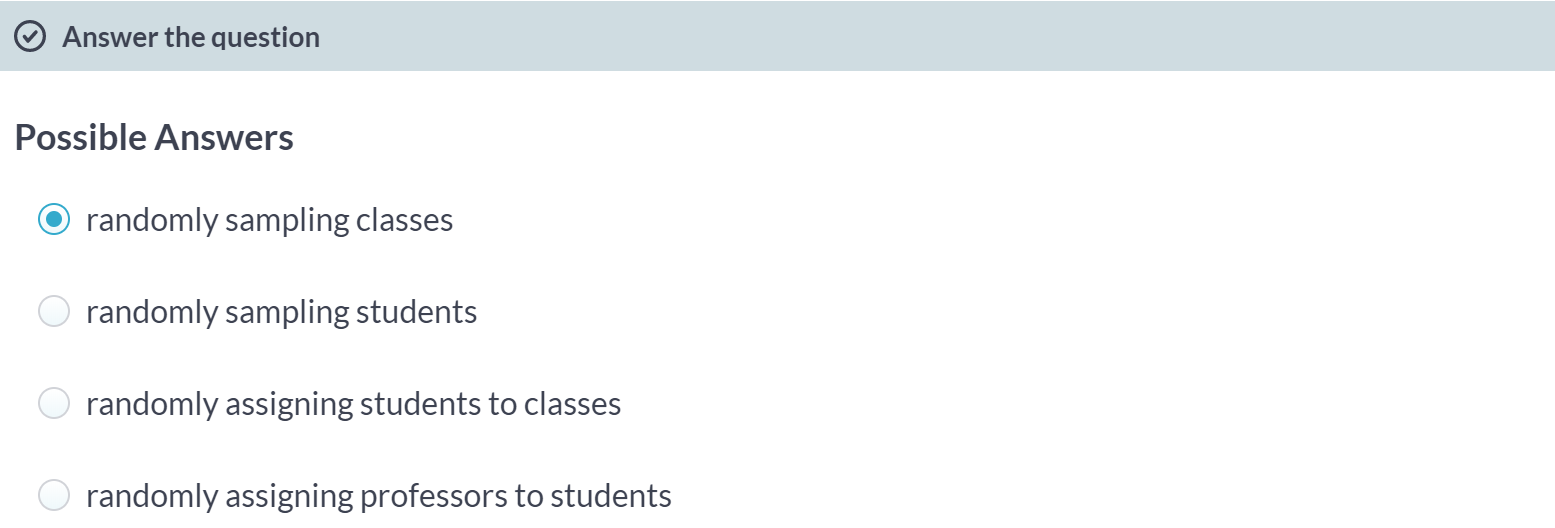 Answer the question
Possible Answers
randomly sampling classes
randomly sampling students
randomly assigning students to classes
randomly assigning professors to students